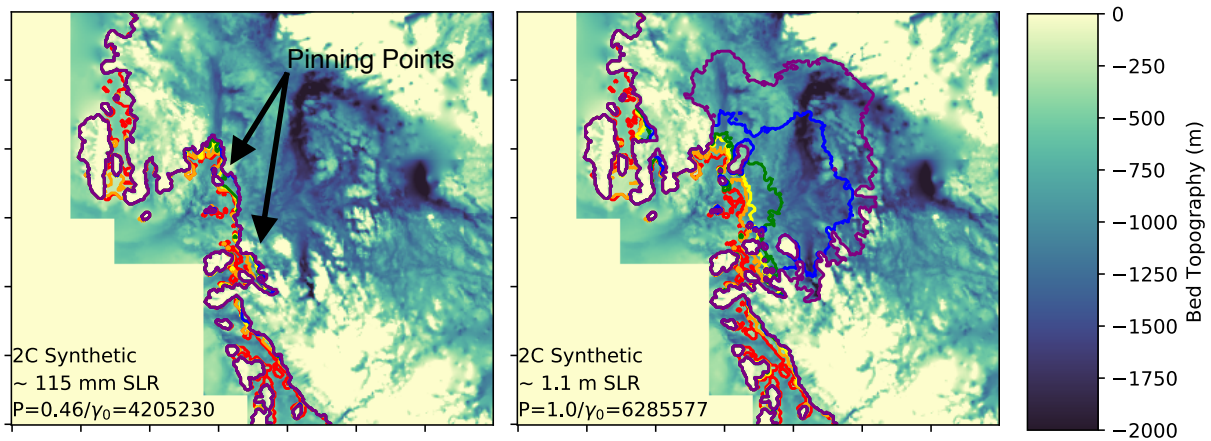 Pinning Points
2C Synthetic
~ 115 mm SLR
P=0.46/γ₀=4205230
2C Synthetic
~ 1.1 m SLR
P=1.0/γ₀=6285577
0
−250
−500
−750
−1000
−1250
−1500
−1750
−2000
Bed Topography (m)